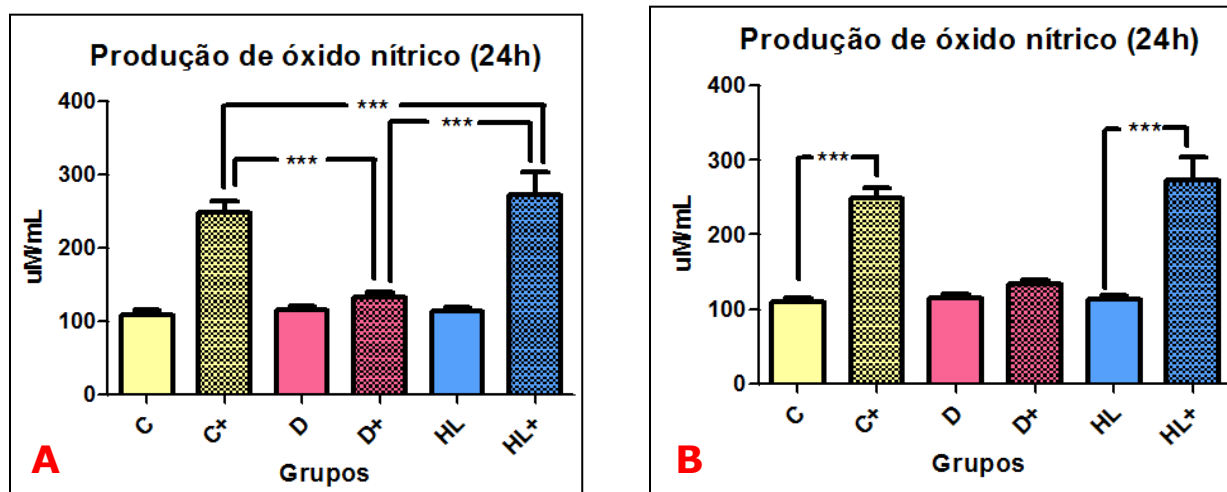 Produção de óxido nítrico (24h)
400
300
200
100
0
uM/mL
***
***
***
C
C+
D
D+
HL
HL+
Grupos
A
Produção de óxido nítrico (24h)
400
300
200
100
0
uM/mL
***
***
C
C+
D
D+
HL
HL+
Grupos
B